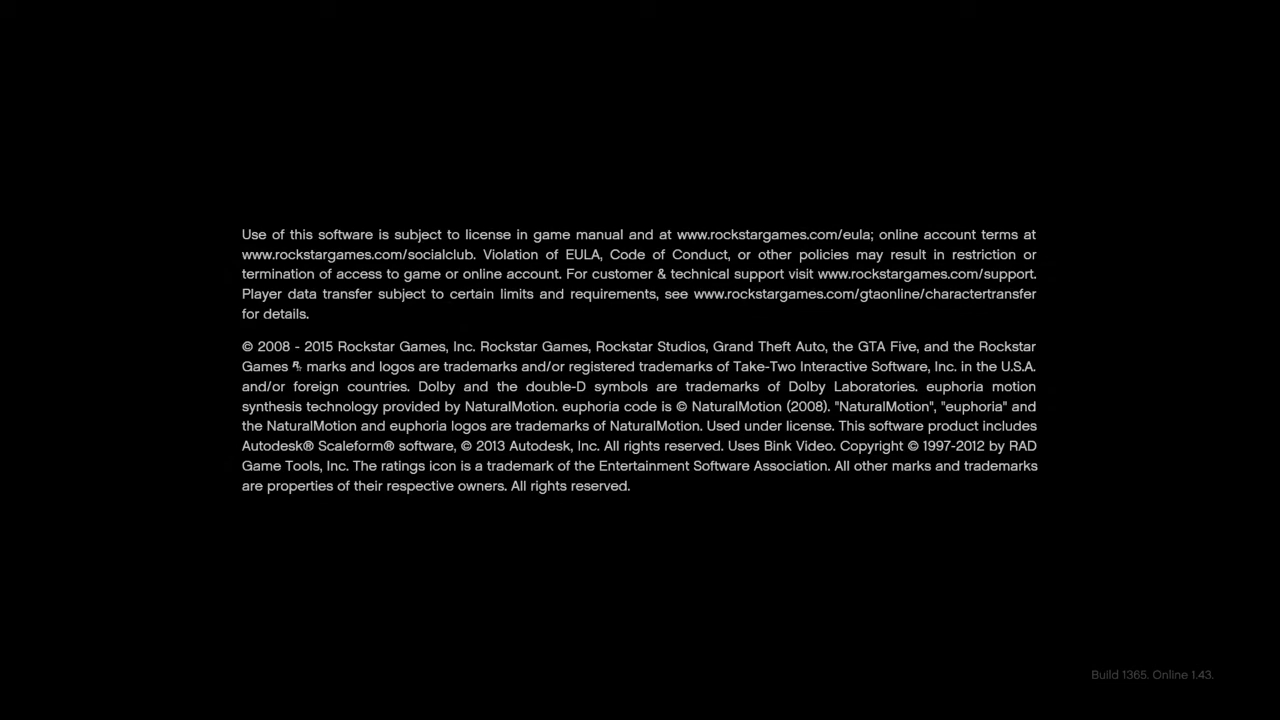 Use of this software is subject to license in game manual and at www.rockstargames.com/eula; online account terms at
www.rockstargames.com/socialclub. Violation of EULA, Code of Conduct, or other policies may result in restriction or
termination of access to game or online account. For customer & technical support visit www.rockstargames.com/support.
Player data transfer subject to certain limits and requirements, see www.rockstargames.com/gtaonline/charactertransfer
for details.
© 2008 - 2015 Rockstar Games, Inc. Rockstar Games, Rockstar Studios, Grand Theft Auto, the GTA Five, and the Rockstar
Games R* marks and logos are trademarks and/or registered trademarks of Take-Two Interactive Software, Inc. in the U.S.A.
and/or foreign countries. Dolby and the double-D symbols are trademarks of Dolby Laboratories. euphoria motion
synthesis technology provided by NaturalMotion. euphoria code is © NaturalMotion (2008). "NaturalMotion", "euphoria" and
the NaturalMotion and euphoria logos are trademarks of NaturalMotion. Used under license. This software product includes
Autodesk® Scaleform® software, © 2013 Autodesk, Inc. All rights reserved. Uses Bink Video. Copyright © 1997-2012 by RAD
Game Tools, Inc. The ratings icon is a trademark of the Entertainment Software Association. All other marks and trademarks
are properties of their respective owners. All rights reserved.
Build 1365. Online 1.43.